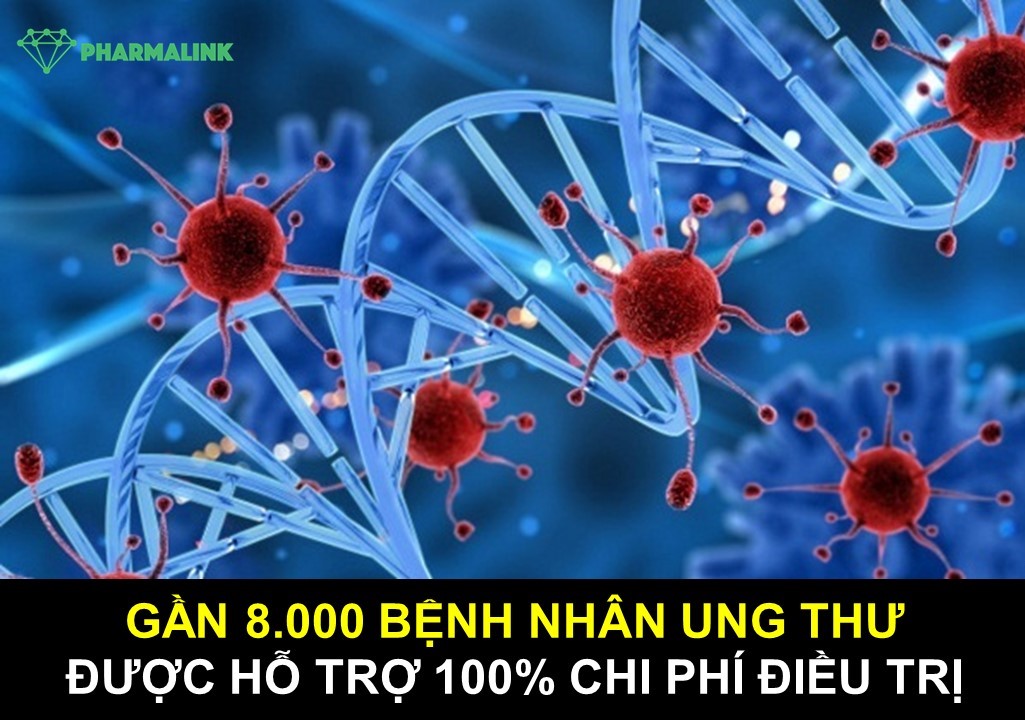 PHARMALINK
GẦN 8.000 BỆNH NHÂN UNG THƯ
ĐƯỢC HỖ TRỢ 100% CHI PHÍ ĐIỀU TRỊ